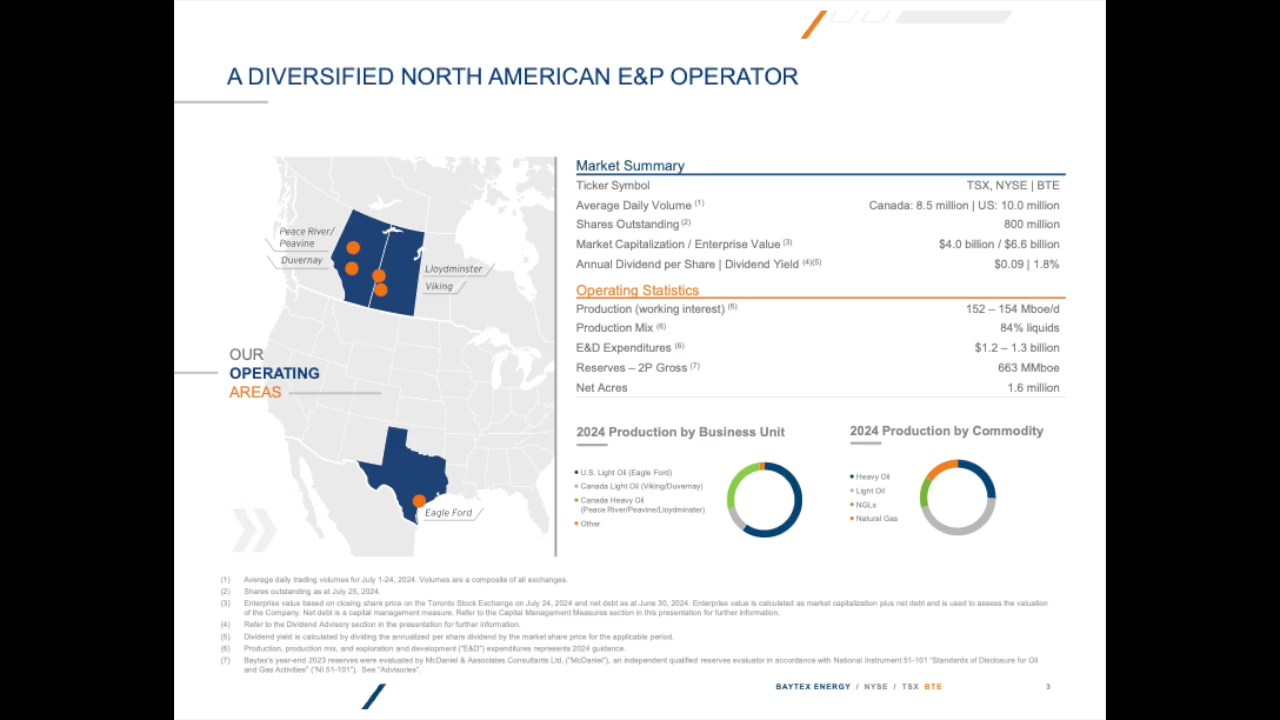 A DIVERSIFIED NORTH AMERICAN E&P OPERATOR
Peace River/
Peavine
Duvernay
Lloydminster
Viking
OUR
OPERATING
AREAS
Eagle Ford
Market Summary
Ticker Symbol TSX, NYSE | BTE
Average Daily Volume (1) Canada: 8.5 million | US: 10.0 million
Shares Outstanding (2) 800 million
Market Capitalization / Enterprise Value (3) $4.0 billion / $6.6 billion
Annual Dividend per Share | Dividend Yield (4)(5) $0.09 | 1.8%
Operating Statistics
Production (working interest) (6) 152 – 154 Mboe/d
Production Mix (6) 84% liquids
E&D Expenditures (6) $1.2 – 1.3 billion
Reserves – 2P Gross (7) 663 MMboe
Net Acres 1.6 million
2024 Production by Business Unit
U.S. Light Oil (Eagle Ford)
Canada Light Oil (Viking/Duvernay)
Canada Heavy Oil
(Peace River/Peavine/Lloydminster)
Other
2024 Production by Commodity
Heavy Oil
Light Oil
NGLs
Natural Gas
(1) Average daily trading volumes for July 1-24, 2024. Volumes are a composite of all exchanges.
(2) Shares outstanding as at July 25, 2024.
(3) Enterprise value based on closing share price on the Toronto Stock Exchange on July 24, 2024 and net debt as at June 30, 2024. Enterprise value is calculated as market capitalization plus net debt and is used to assess the valuation
of the Company. Net debt is a capital management measure. Refer to the Capital Management Measures section in this presentation for further information.
(4) Refer to the Dividend Advisory section in the presentation for further information.
(5) Dividend yield is calculated by dividing the annualized per share dividend by the market share price for the applicable period.
(6) Production, production mix, and exploration and development ("E&D") expenditures represents 2024 guidance.
(7) Baytex's year-end 2023 reserves were evaluated by McDaniel & Associates Consultants Ltd, ("McDaniel"), an independent qualified reserves evaluator in accordance with National Instrument 51-101 "Standards of Disclosure for Oil
and Gas Activities" ("NI 51-101"). See "Advisories".
BAYTEX ENERGY / NYSE / TSX BTE 3